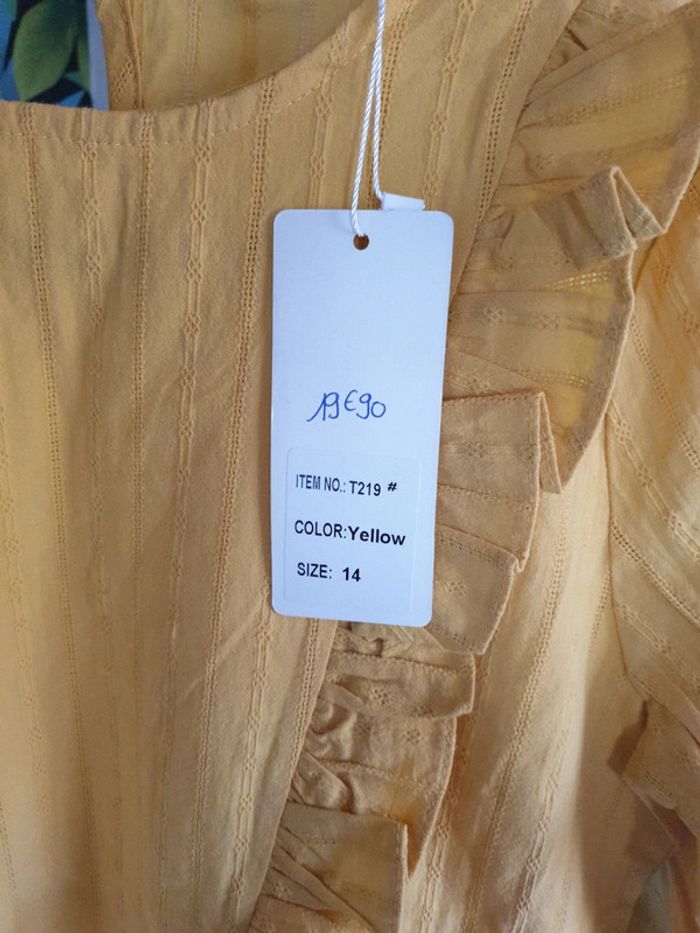 19€90
ITEM NO.: T219 #
COLOR:Yellow
SIZE: 14